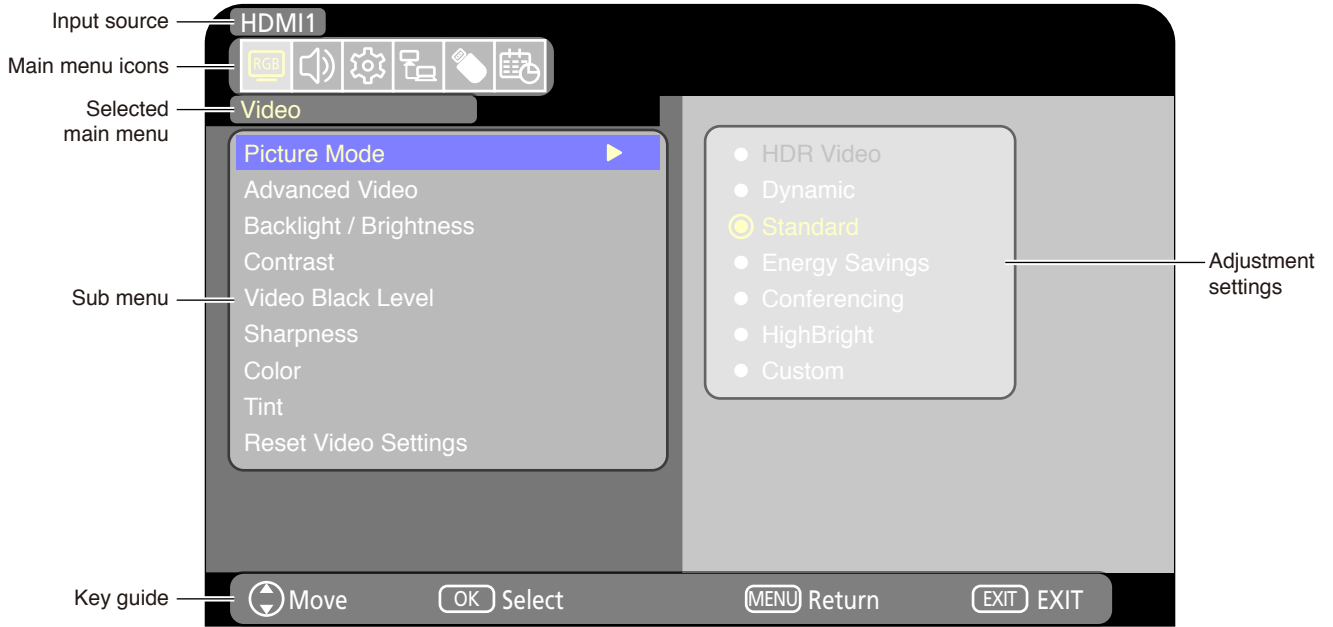 Input source
HDMI1
Main menu icons
RGB
Selected
main menu
Video
Picture Mode
Advanced Video
Backlight / Brightness
Contrast
Sub menu
Video Black Level
Sharpness
Color
Tint
Reset Video Settings
HDR Video
Dynamic
Standard
Energy Savings
Conferencing
HighBright
Custom
Adjustment
settings
Key guide
Move
OK Select
MENU Return
EXIT EXIT